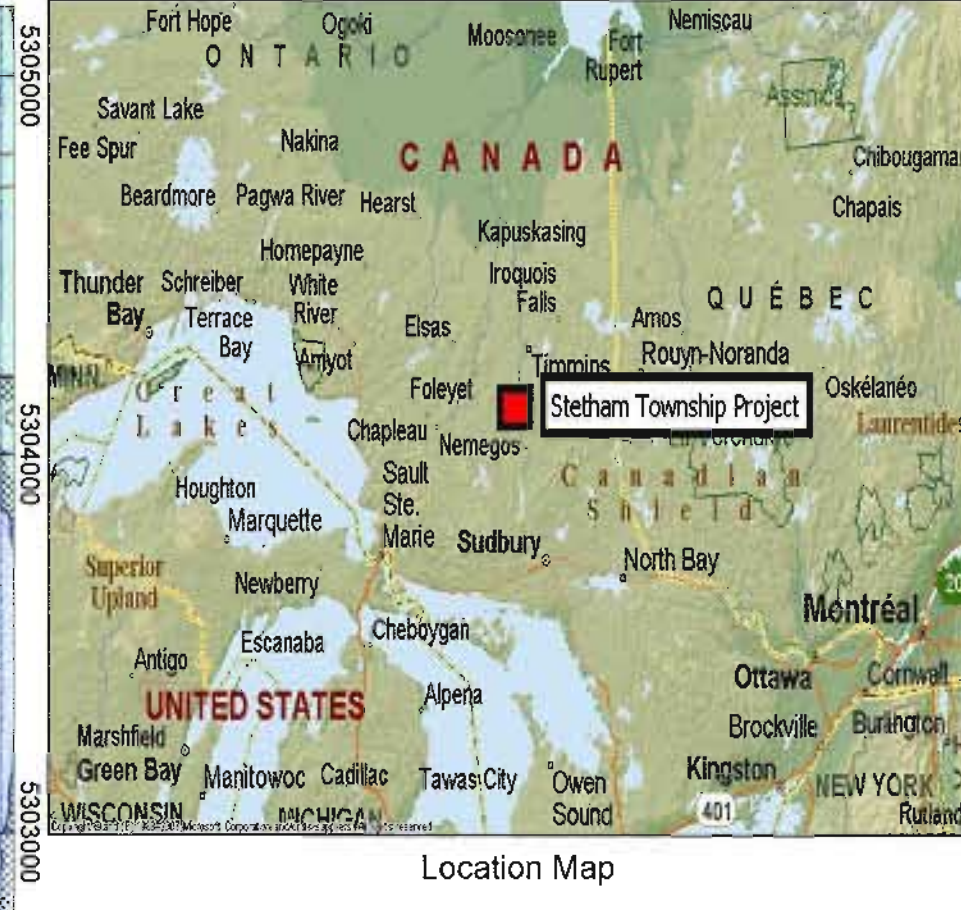 5305000
5304000
5303000
Fort Hope
Ogoki
Moosonee
Fort
Rupert
Nemiscau
ONTARIO
Savant Lake
Fee Spur
Nakina
CANADA
Chibougama
Beardmore
Pagwa River
Hearst
Chapais
Kapuskasing
Homepayne
Iroquois
Falls
Thunder
Bay
Schreiber
White
River
QUÉBEC
Terrace
Bay
Elsas
Amos
Amyot
Timmins
Rouyn-Noranda
MINN
Great
Lakes
Foleyet
Stetham Township Project
Oskélanéo
Laurentides
Chapleau
Nemegos
Canadian
Shield
Houghton
Sault
Ste.
Marie
Marquette
Sudbury
North Bay
Superior
Upland
Newberry
Montréal
Escanaba
Cheboygan
Antigo
Ottawa
Cornwall
UNITED STATES
Alpena
Brockville
Burlington
Marshfield
Green Bay
Manitowoc
Cadillac
Tawas City
Owen
Sound
Kingston
NEW YORK
401
Rutland
WISCONSIN
MICHIGAN
Location Map